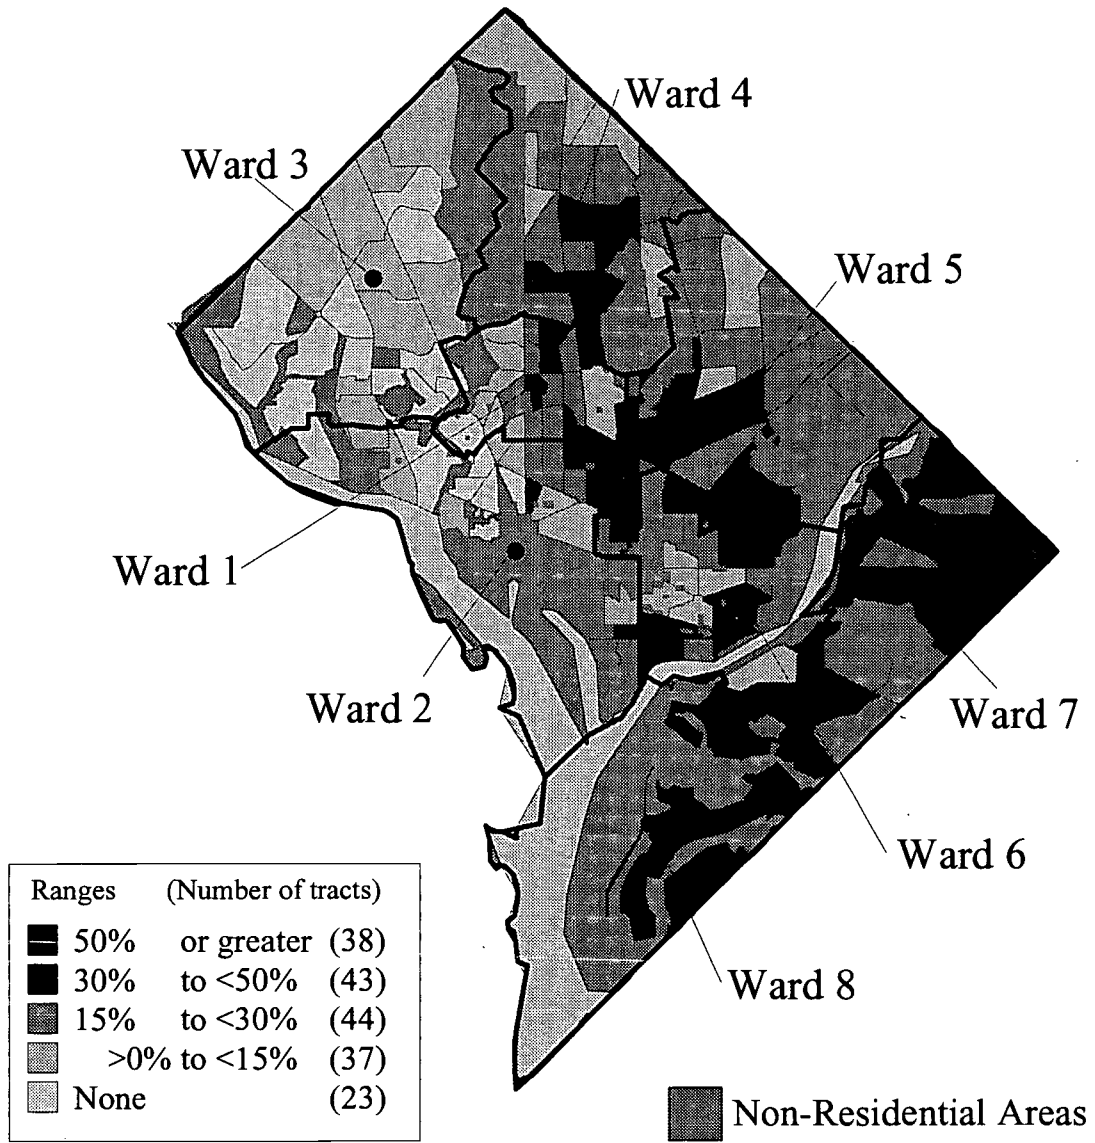 Ward 4
Ward 3
Ward 5
Ward 1
Ward 2
Ward 7
Ward 6
Ward 8
Ranges (Number of tracts)
50% or greater (38)
30% to <50% (43)
15% to <30% (44)
>0% to <15% (37)
None (23)
Non-Residential Areas